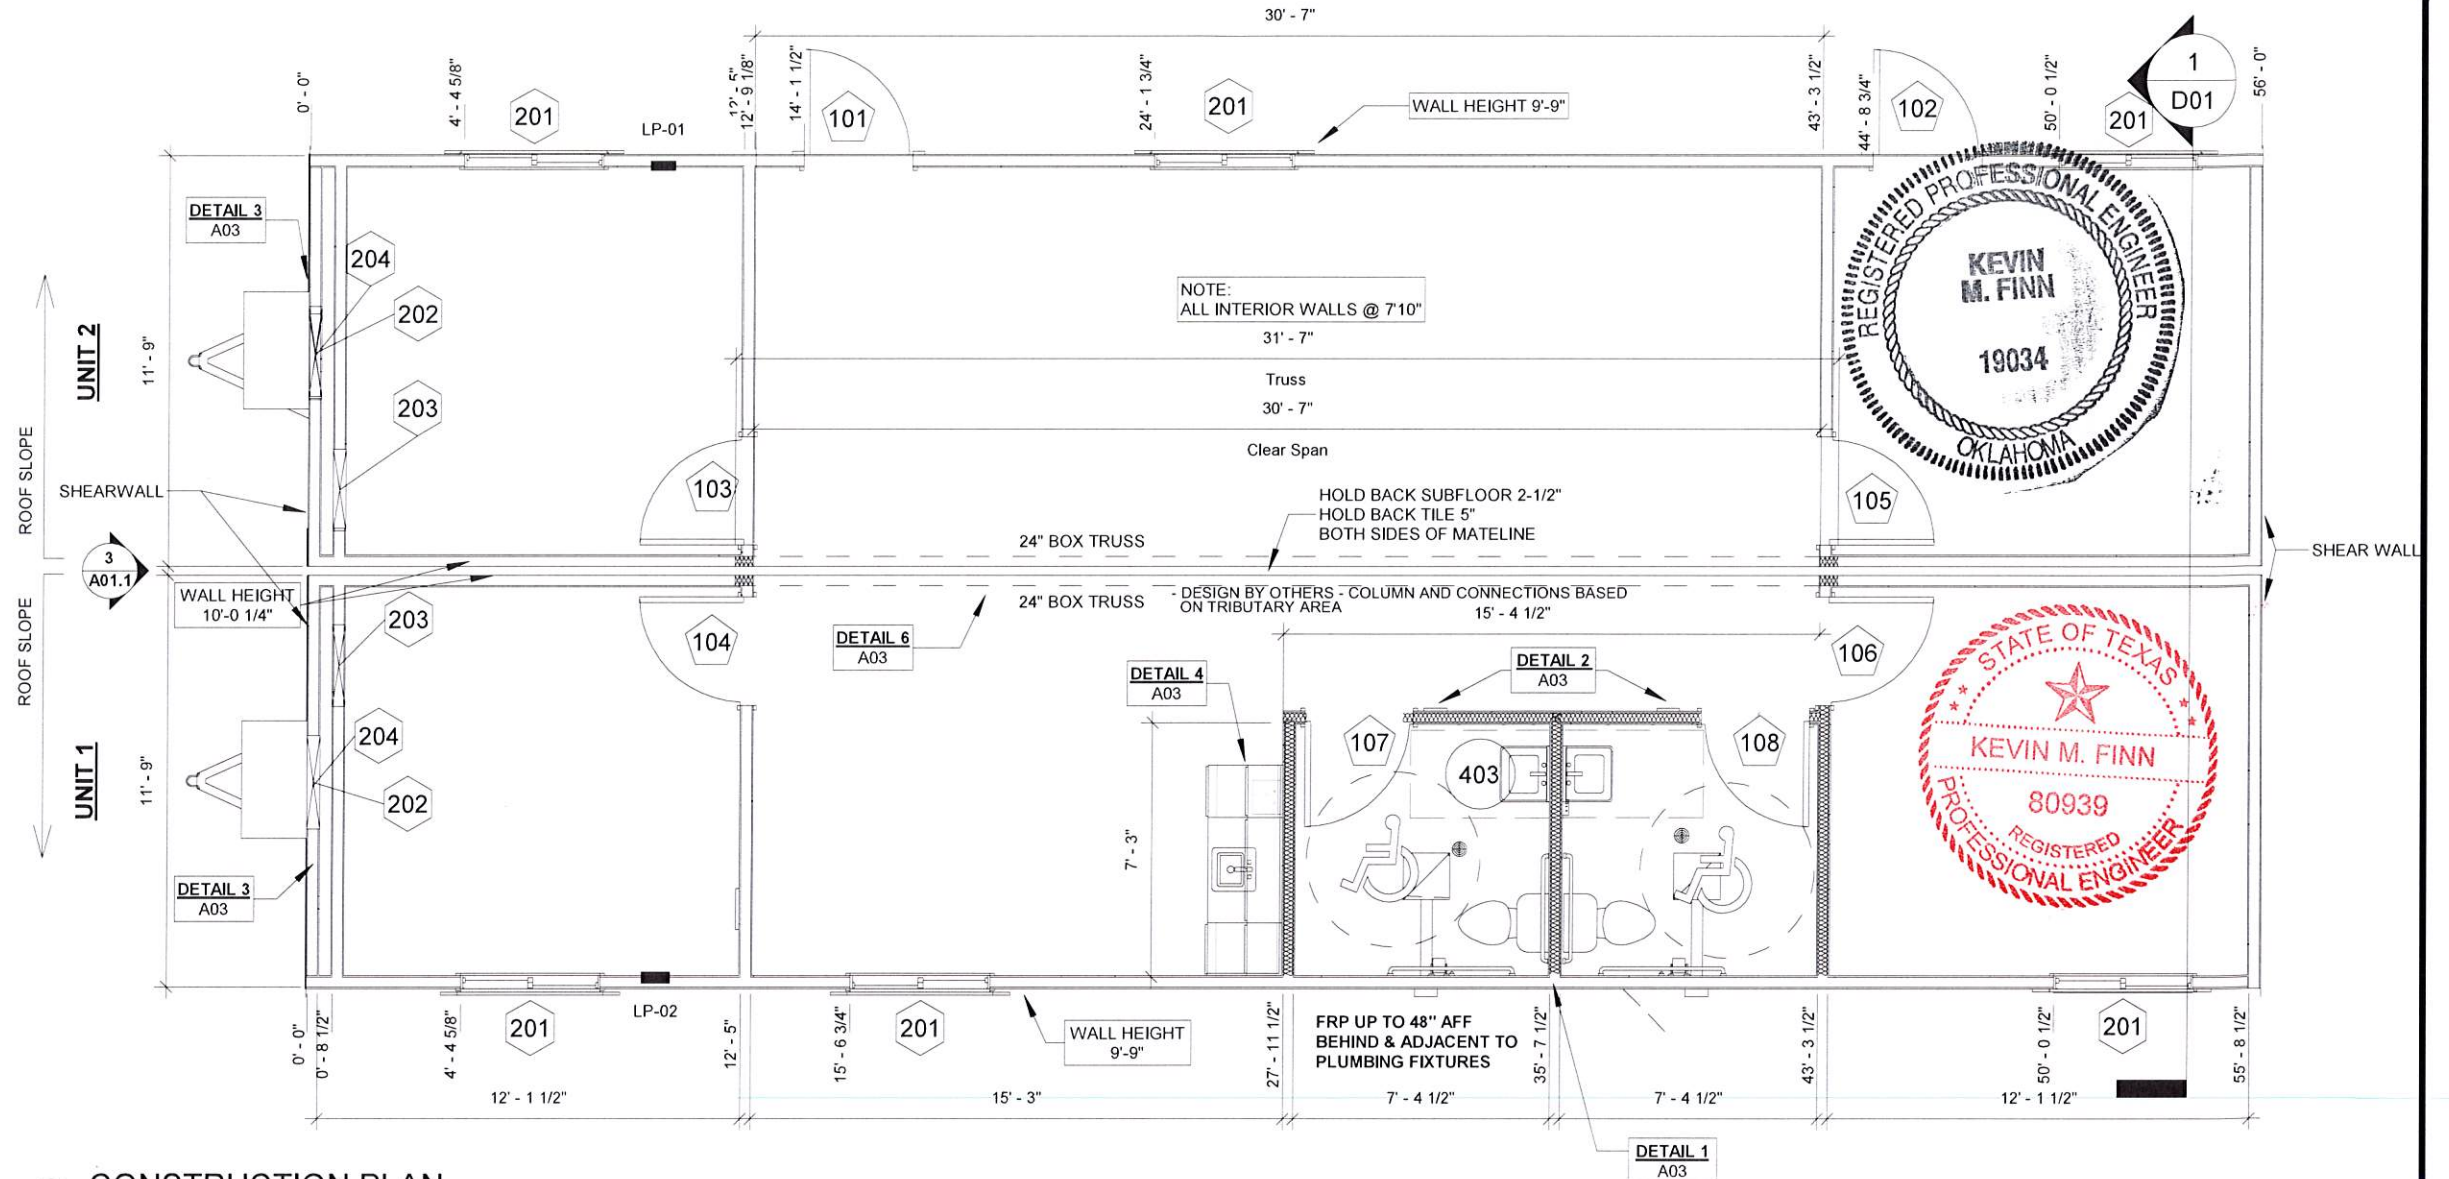 30' - 7"
0' - 0"
4' - 4 5/8"
201
LP-01
12' - 5"
12' - 9 1/8"
14' - 1 1/2"
101
24' - 1 3/4"
201
WALL HEIGHT 9'-9"
43' - 3 1/2"
44' - 8 3/4"
102
50' - 0 1/2"
201
1
D01
56' - 0"
DETAIL 3
A03
204
202
203
UNIT 2
11' - 9"
ROOF SLOPE
NOTE:
ALL INTERIOR WALLS @ 7'10"
31' - 7"
Truss
30' - 7"
Clear Span
REGISTERED PROFESSIONAL ENGINEER
KEVIN
M. FINN
19034
OKLAHOMA
SHEARWALL
103
105
HOLD BACK SUBFLOOR 2-1/2"
HOLD BACK TILE 5"
BOTH SIDES OF MATELINE
24" BOX TRUSS
SHEAR WALL
3
A01.1
WALL HEIGHT
10'-0 1/4"
24" BOX TRUSS
- DESIGN BY OTHERS - COLUMN AND CONNECTIONS BASED
ON TRIBUTARY AREA
15' - 4 1/2"
203
104
DETAIL 6
A03
DETAIL 4
A03
DETAIL 2
A03
106
ROOF SLOPE
UNIT 1
11' - 9"
204
202
DETAIL 3
A03
7' - 3"
107
403
108
STATE OF TEXAS
KEVIN M. FINN
80939
REGISTERED
PROFESSIONAL ENGINEER
0' - 0"
0' - 8 1/2"
4' - 4 5/8"
201
LP-02
12' - 5"
15' - 6 3/4"
201
WALL HEIGHT
9'-9"
27' - 11 1/2"
FRP UP TO 48" AFF
BEHIND & ADJACENT TO
PLUMBING FIXTURES
35' - 7 1/2"
43' - 3 1/2"
50' - 0 1/2"
201
55' - 8 1/2"
12' - 1 1/2"
15' - 3"
7' - 4 1/2"
7' - 4 1/2"
12' - 1 1/2"
DETAIL 1
A03
CONSTRUCTION PLAN